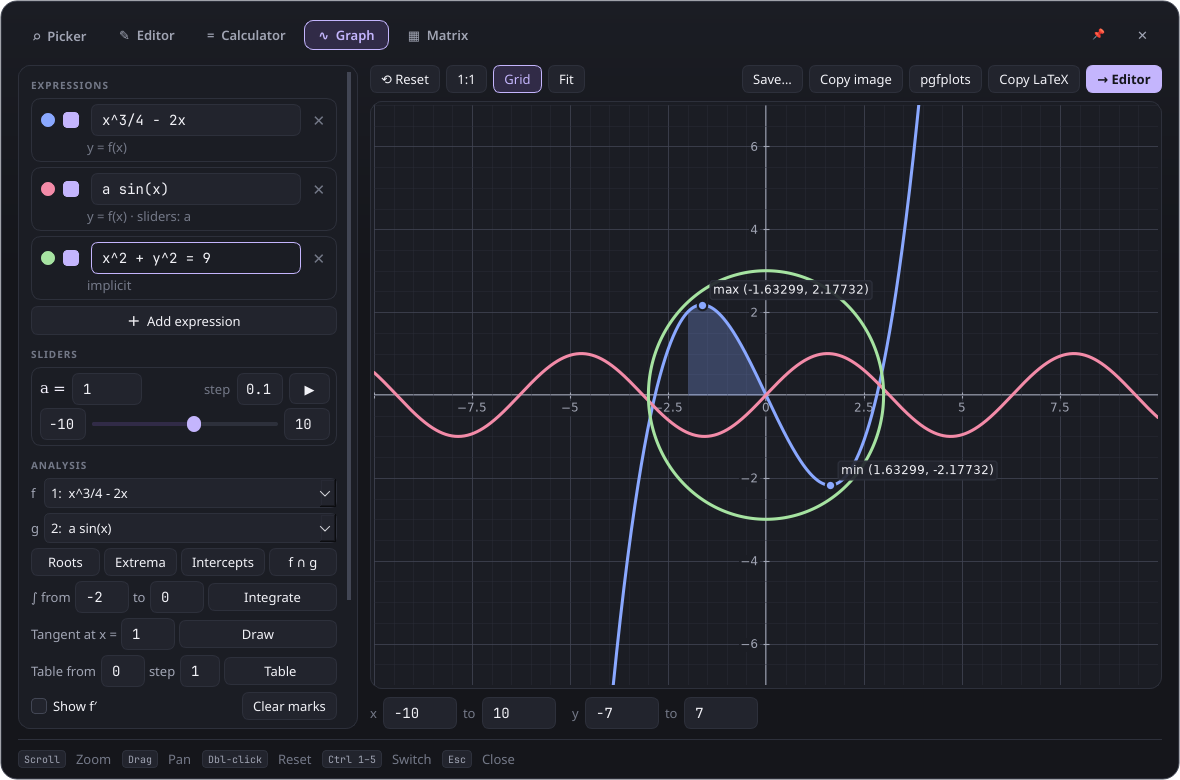 ⌕ Picker ✎ Editor = Calculator ∿ Graph ▦ Matrix 📌 ✕
EXPRESSIONS
x^3/4 - 2x ✕
y = f(x)
a sin(x) ✕
y = f(x) · sliders: a
x^2 + y^2 = 9 ✕
implicit
+ Add expression
SLIDERS
a = 1 step 0.1 ▶
-10 10
ANALYSIS
f 1: x^3/4 - 2x
g 2: a sin(x)
Roots Extrema Intercepts f ∩ g
∫ from -2 to 0 Integrate
Tangent at x = 1 Draw
Table from 0 step 1 Table
Show f′ Clear marks
⟲ Reset 1:1 Grid Fit Save... Copy image pgfplots Copy LaTeX → Editor
6
4
max (-1.63299, 2.17732)
2
−7.5 −5 −2.5 0 2.5 5 7.5
min (1.63299, -2.17732)
−2
−4
−6
x -10 to 10 y -7 to 7
Scroll Zoom Drag Pan Dbl-click Reset Ctrl 1–5 Switch Esc Close